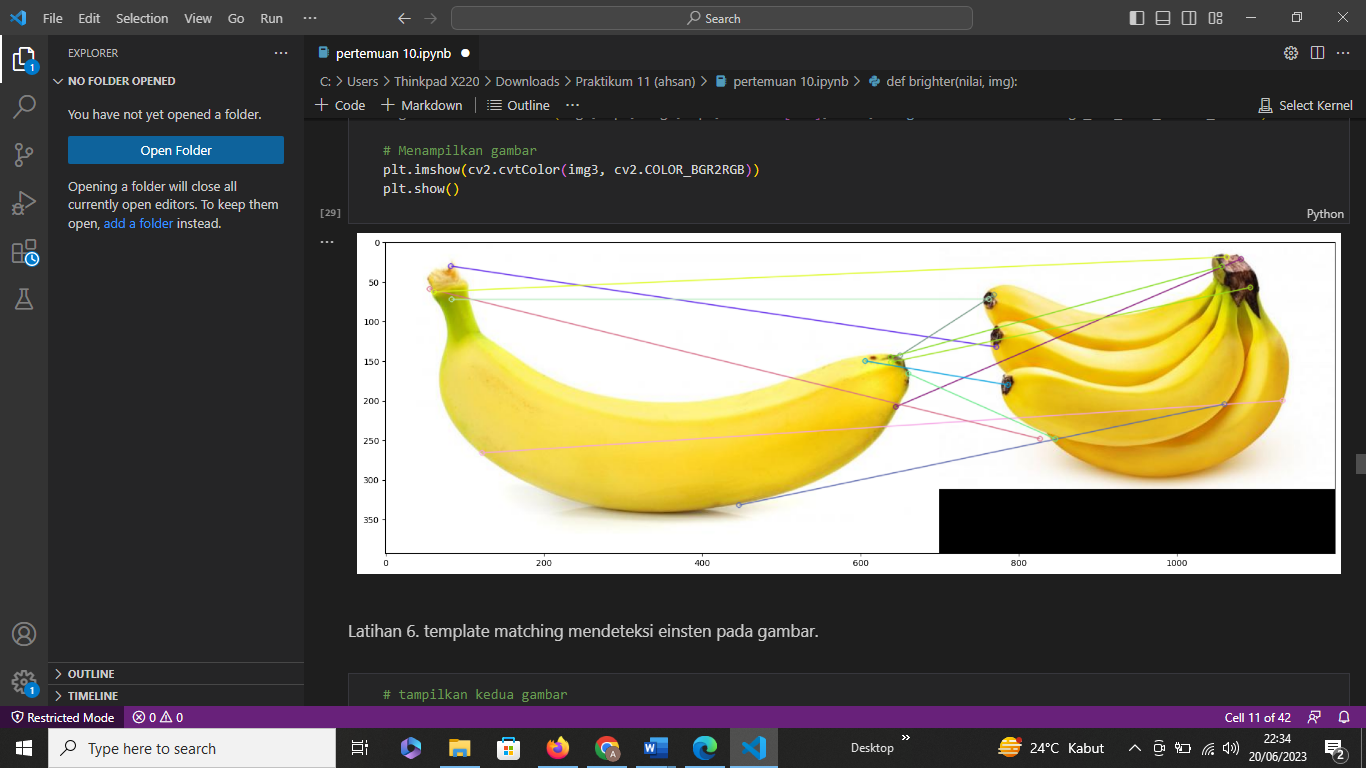 File Edit Selection View Go Run ···
Search
EXPLORER
NO FOLDER OPENED
You have not yet opened a folder.
Open Folder
Opening a folder will close all
currently open editors. To keep them
open, add a folder instead.
OUTLINE
TIMELINE
pertemuan 10.ipynb
C: > Users > Thinkpad X220 > Downloads > Praktikum 11 (ahsan) > pertemuan 10.ipynb > def brighter(nilai, img):
+ Code + Markdown Outline ··· Select Kernel
# Menampilkan gambar
plt.imshow(cv2.cvtColor(img3, cv2.COLOR_BGR2RGB))
plt.show()
[29]
Python
0
50
100
150
200
250
300
350
0 200 400 600 800 1000
Latihan 6. template matching mendeteksi einsten pada gambar.
# tampilkan kedua gambar
Restricted Mode 0 0 Cell 11 of 42
1
1
Type here to search
Desktop
24°C Kabut
22:34
20/06/2023
2